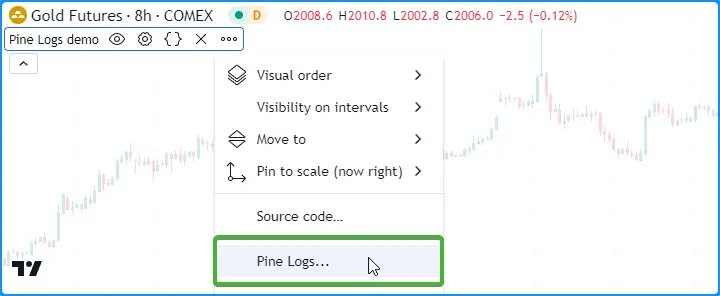 Gold Futures · 8h · COMEX D O2008.6 H2010.8 L2002.8 C2006.0 −2.5 (−0.12%)
Pine Logs demo
Visual order
Visibility on intervals
Move to
Pin to scale (now right)
Source code...
Pine Logs...